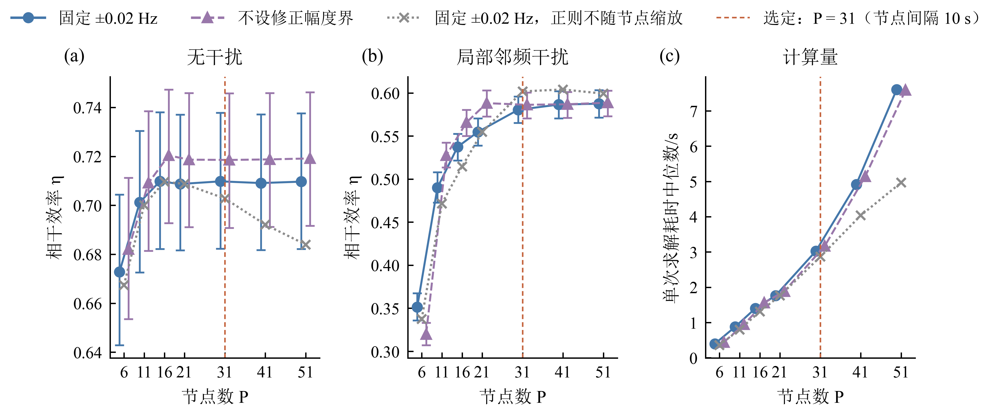 固定 ±0.02 Hz
不设修正幅度界
固定 ±0.02 Hz，正则不随节点缩放
选定：P = 31（节点间隔 10 s）
(a)
无干扰
相干效率 η
0.74
0.72
0.70
0.68
0.66
0.64
6 11 16 21 31 41 51
节点数 P
(b)
局部邻频干扰
相干效率 η
0.60
0.55
0.50
0.45
0.40
0.35
0.30
6 11 16 21 31 41 51
节点数 P
(c)
计算量
单次求解耗时中位数/s
7
6
5
4
3
2
1
0
6 11 16 21 31 41 51
节点数 P